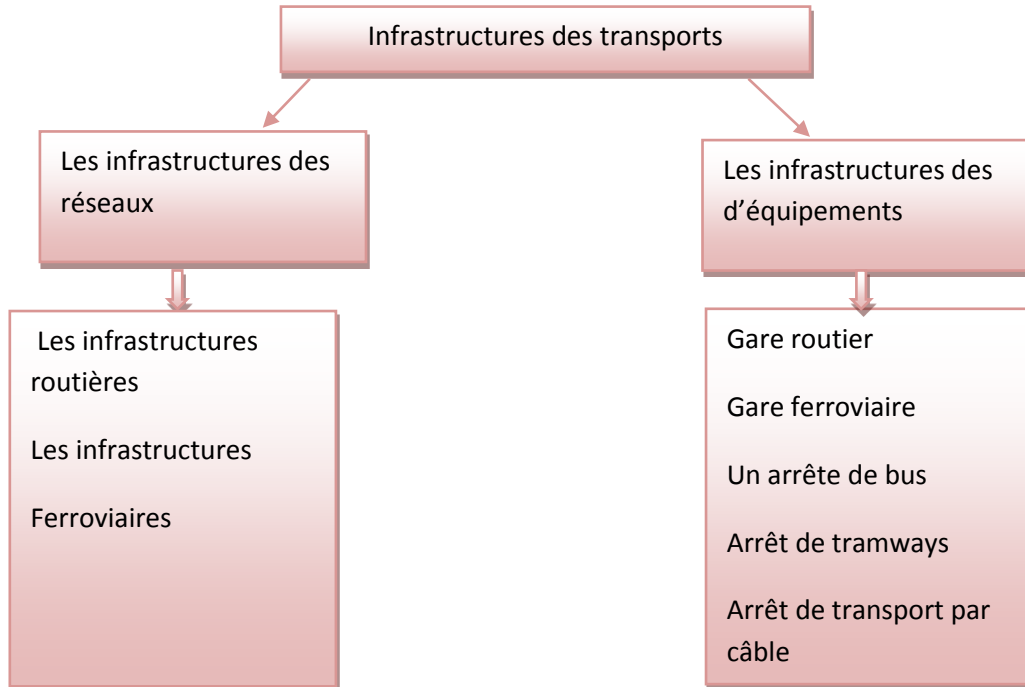 Infrastructures des transports
Les infrastructures des
réseaux
Les infrastructures des
d’équipements
Les infrastructures
routières
Les infrastructures
Ferroviaires
Gare routier
Gare ferroviaire
Un arrête de bus
Arrêt de tramways
Arrêt de transport par
câble